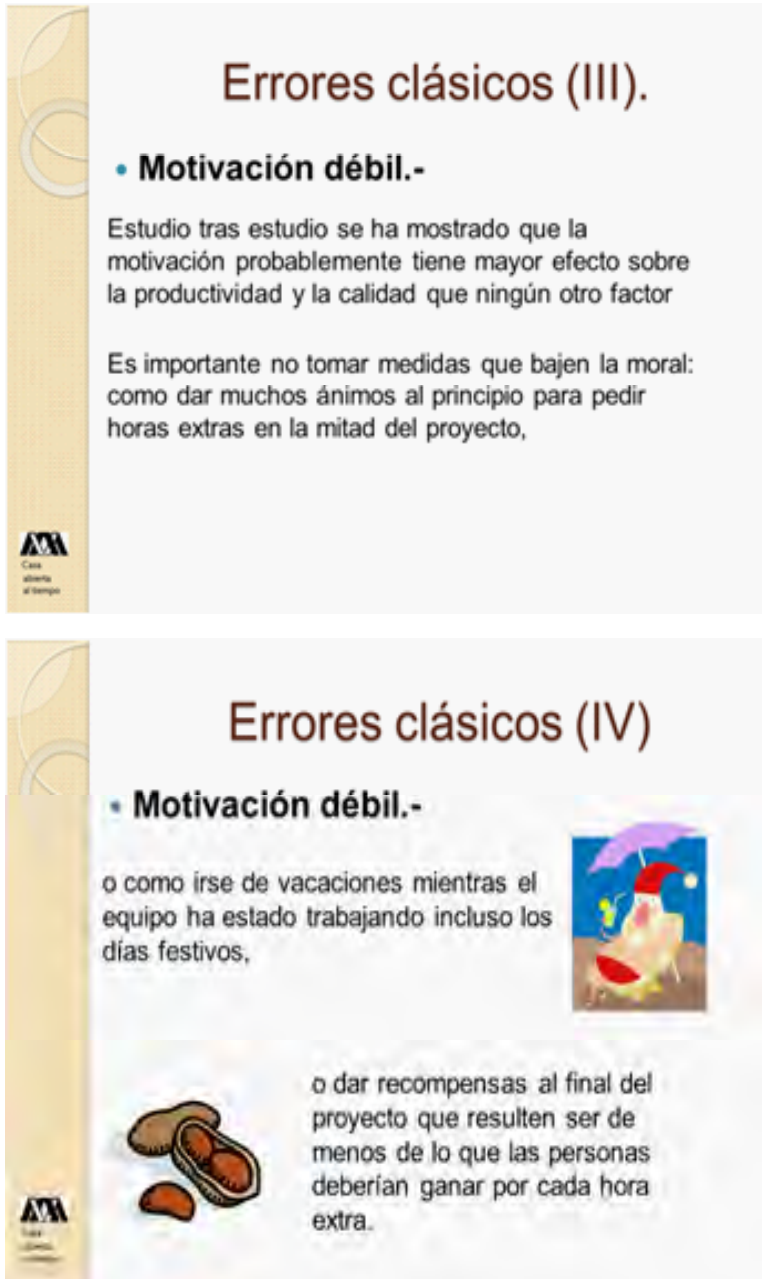 Errores clásicos (III).
• Motivación débil.-
Estudio tras estudio se ha mostrado que la
motivación probablemente tiene mayor efecto sobre
la productividad y la calidad que ningún otro factor
Es importante no tomar medidas que bajen la moral:
como dar muchos ánimos al principio para pedir
horas extras en la mitad del proyecto,
Casa
abierta
al tiempo
Errores clásicos (IV)
• Motivación débil.-
o como irse de vacaciones mientras el
equipo ha estado trabajando incluso los
días festivos,
o dar recompensas al final del
proyecto que resulten ser de
menos de lo que las personas
deberían ganar por cada hora
extra.